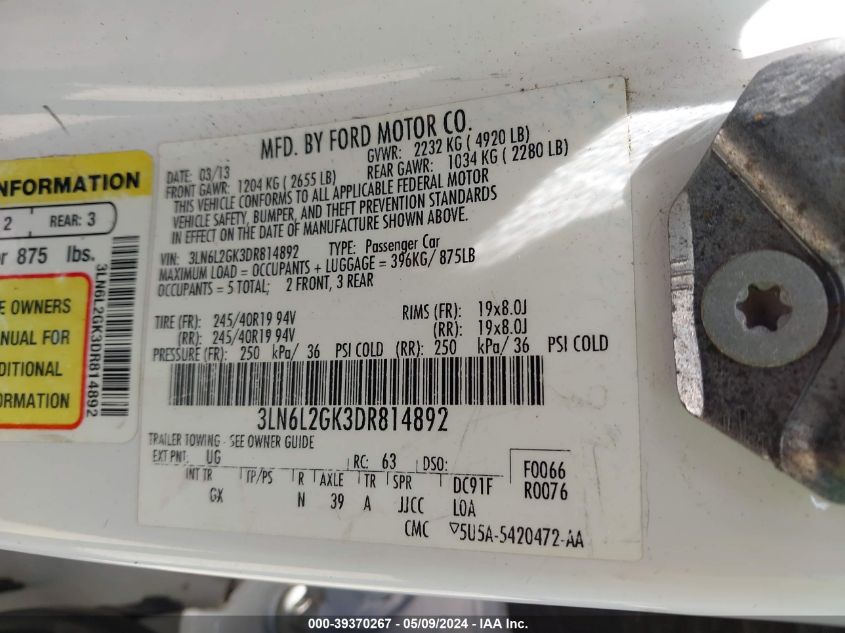 MFD. BY FORD MOTOR CO.
DATE: 03/13 GVWR: 2232 KG ( 4920 LB)
FRONT GAWR: 1204 KG ( 2655 LB) REAR GAWR: 1034 KG ( 2280 LB)
THIS VEHICLE CONFORMS TO ALL APPLICABLE FEDERAL MOTOR
VEHICLE SAFETY, BUMPER, AND THEFT PREVENTION STANDARDS
IN EFFECT ON THE DATE OF MANUFACTURE SHOWN ABOVE.
VIN: 3LN6L2GK3DR814892 TYPE: Passenger Car
MAXIMUM LOAD = OCCUPANTS + LUGGAGE = 396KG/ 875LB
OCCUPANTS = 5 TOTAL; 2 FRONT, 3 REAR
TIRE (FR): 245/40R19 94V RIMS (FR): 19x8.0J
(RR): 245/40R19 94V (RR): 19x8.0J
PRESSURE (FR): 250 kPa/ 36 PSI COLD (RR): 250 kPa/ 36 PSI COLD
3LN6L2GK3DR814892
TRAILER TOWING - SEE OWNER GUIDE
EXT PNT: UG RC: 63 DSO: F0066
INT TR TP/PS R AXLE TR SPR DC91F R0076
GX N 39 A JJCC LOA
CMC ▽5U5A-5420472-AA
NFORMATION
2 REAR: 3
or 875 lbs.
E OWNERS
ANUAL FOR
DDITIONAL
FORMATION
3LN6L2GK3DR814892
000-39370267 - 05/09/2024 - IAA Inc.